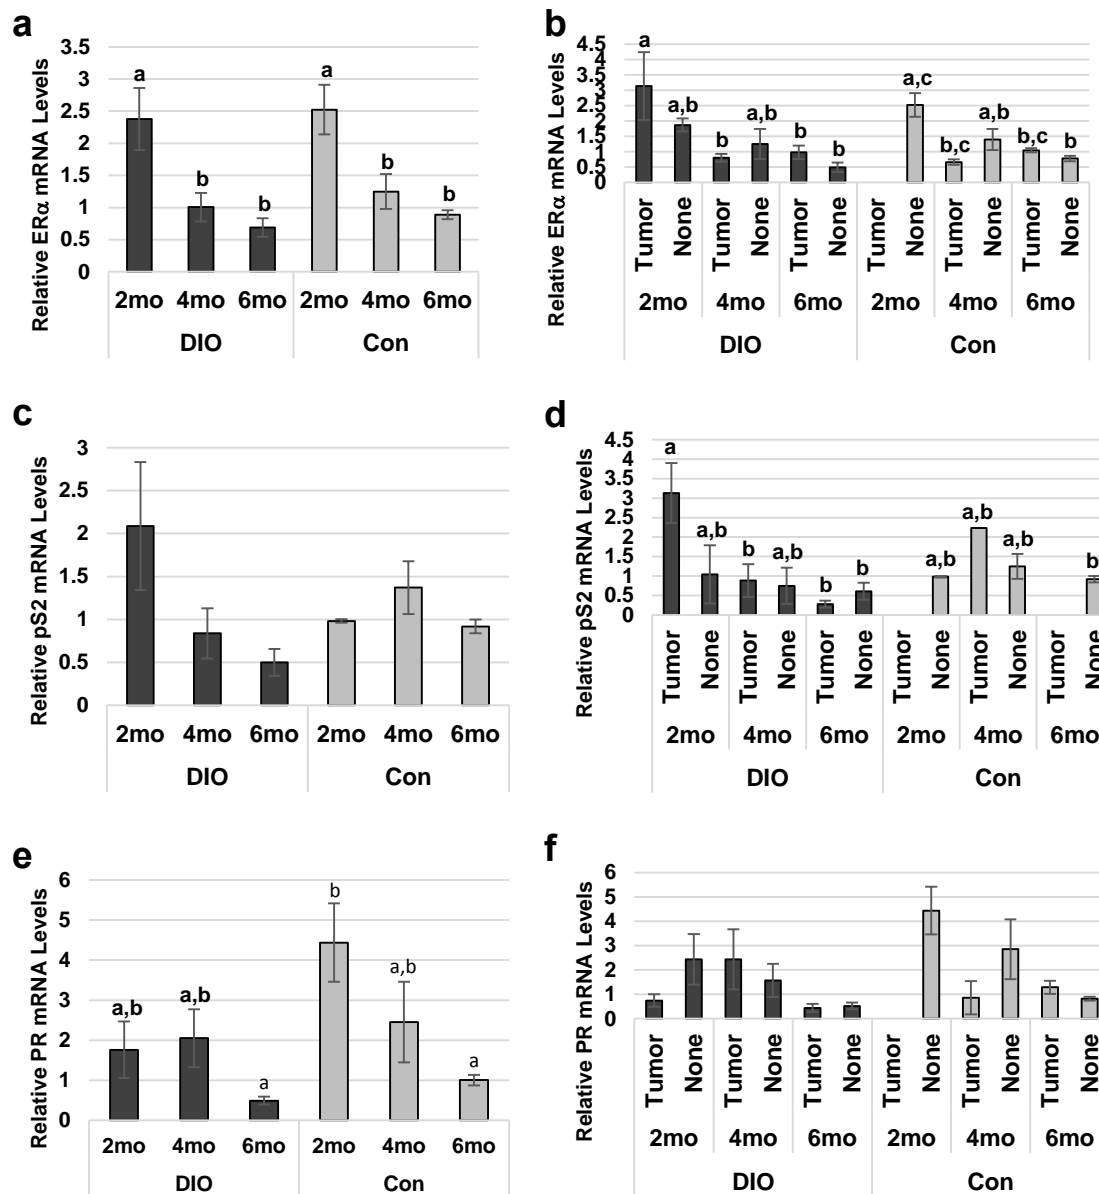 a
Relative ERα mRNA Levels
3.5
3
2.5
2
1.5
1
0.5
0
a
b
b
a
b
b
2mo 4mo 6mo 2mo 4mo 6mo
DIO Con
b
Relative ERα mRNA Levels
4.5
4
3.5
3
2.5
2
1.5
1
0.5
0
a
a,b
b
a,b
b
b
a,c
b,c
a,b
b,c
b
Tumor None Tumor None Tumor None Tumor None Tumor None Tumor None
2mo 4mo 6mo 2mo 4mo 6mo
DIO Con
c
Relative pS2 mRNA Levels
3
2.5
2
1.5
1
0.5
0
2mo 4mo 6mo 2mo 4mo 6mo
DIO Con
d
Relative pS2 mRNA Levels
4.5
4
3.5
3
2.5
2
1.5
1
0.5
0
a
a,b
b
a,b
b
b
a,b
a,b
a,b
b
Tumor None Tumor None Tumor None Tumor None Tumor None Tumor None
2mo 4mo 6mo 2mo 4mo 6mo
DIO Con
e
Relative PR mRNA Levels
6
5
4
3
2
1
0
a,b
a,b
a
b
a,b
a
2mo 4mo 6mo 2mo 4mo 6mo
DIO Con
f
Relative PR mRNA Levels
6
5
4
3
2
1
0
Tumor None Tumor None Tumor None Tumor None Tumor None Tumor None
2mo 4mo 6mo 2mo 4mo 6mo
DIO Con